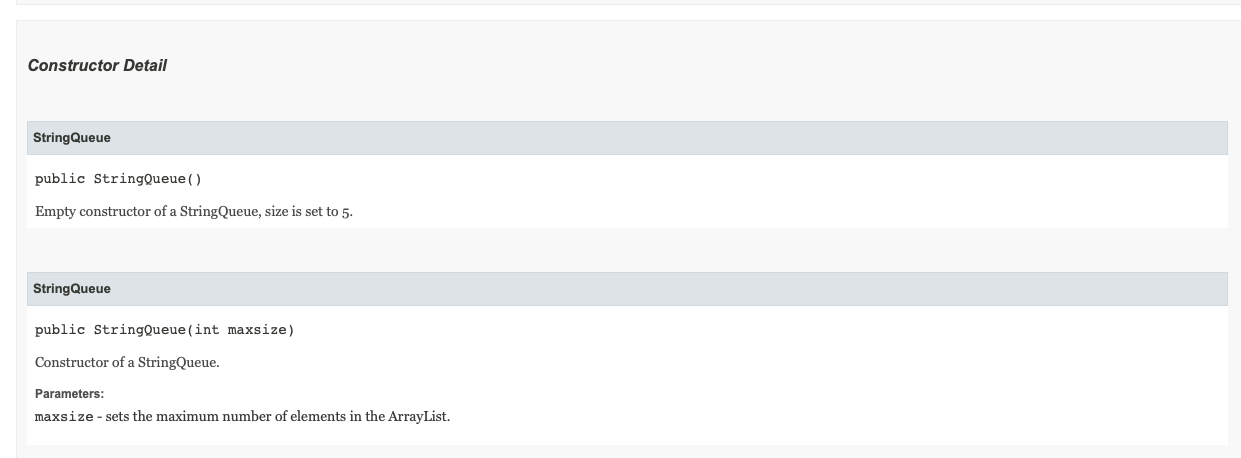 Constructor Detail
StringQueue
public StringQueue()
Empty constructor of a StringQueue, size is set to 5.
StringQueue
public StringQueue(int maxsize)
Constructor of a StringQueue.
Parameters:
maxsize - sets the maximum number of elements in the ArrayList.